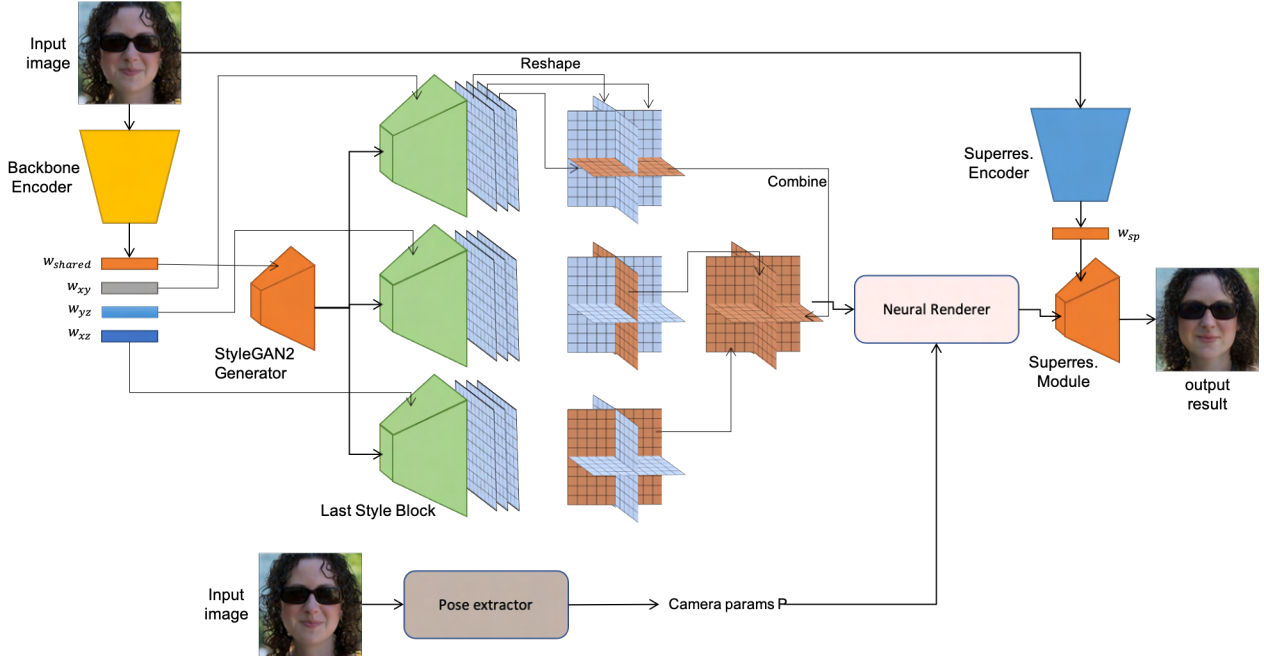 Input
image
Reshape
Backbone
Encoder
Superres.
Encoder
Combine
w_shared
w_xy
w_yz
w_xz
w_sp
StyleGAN2
Generator
Neural Renderer
Superres.
Module
output
result
Last Style Block
Input
image
Pose extractor
Camera params P